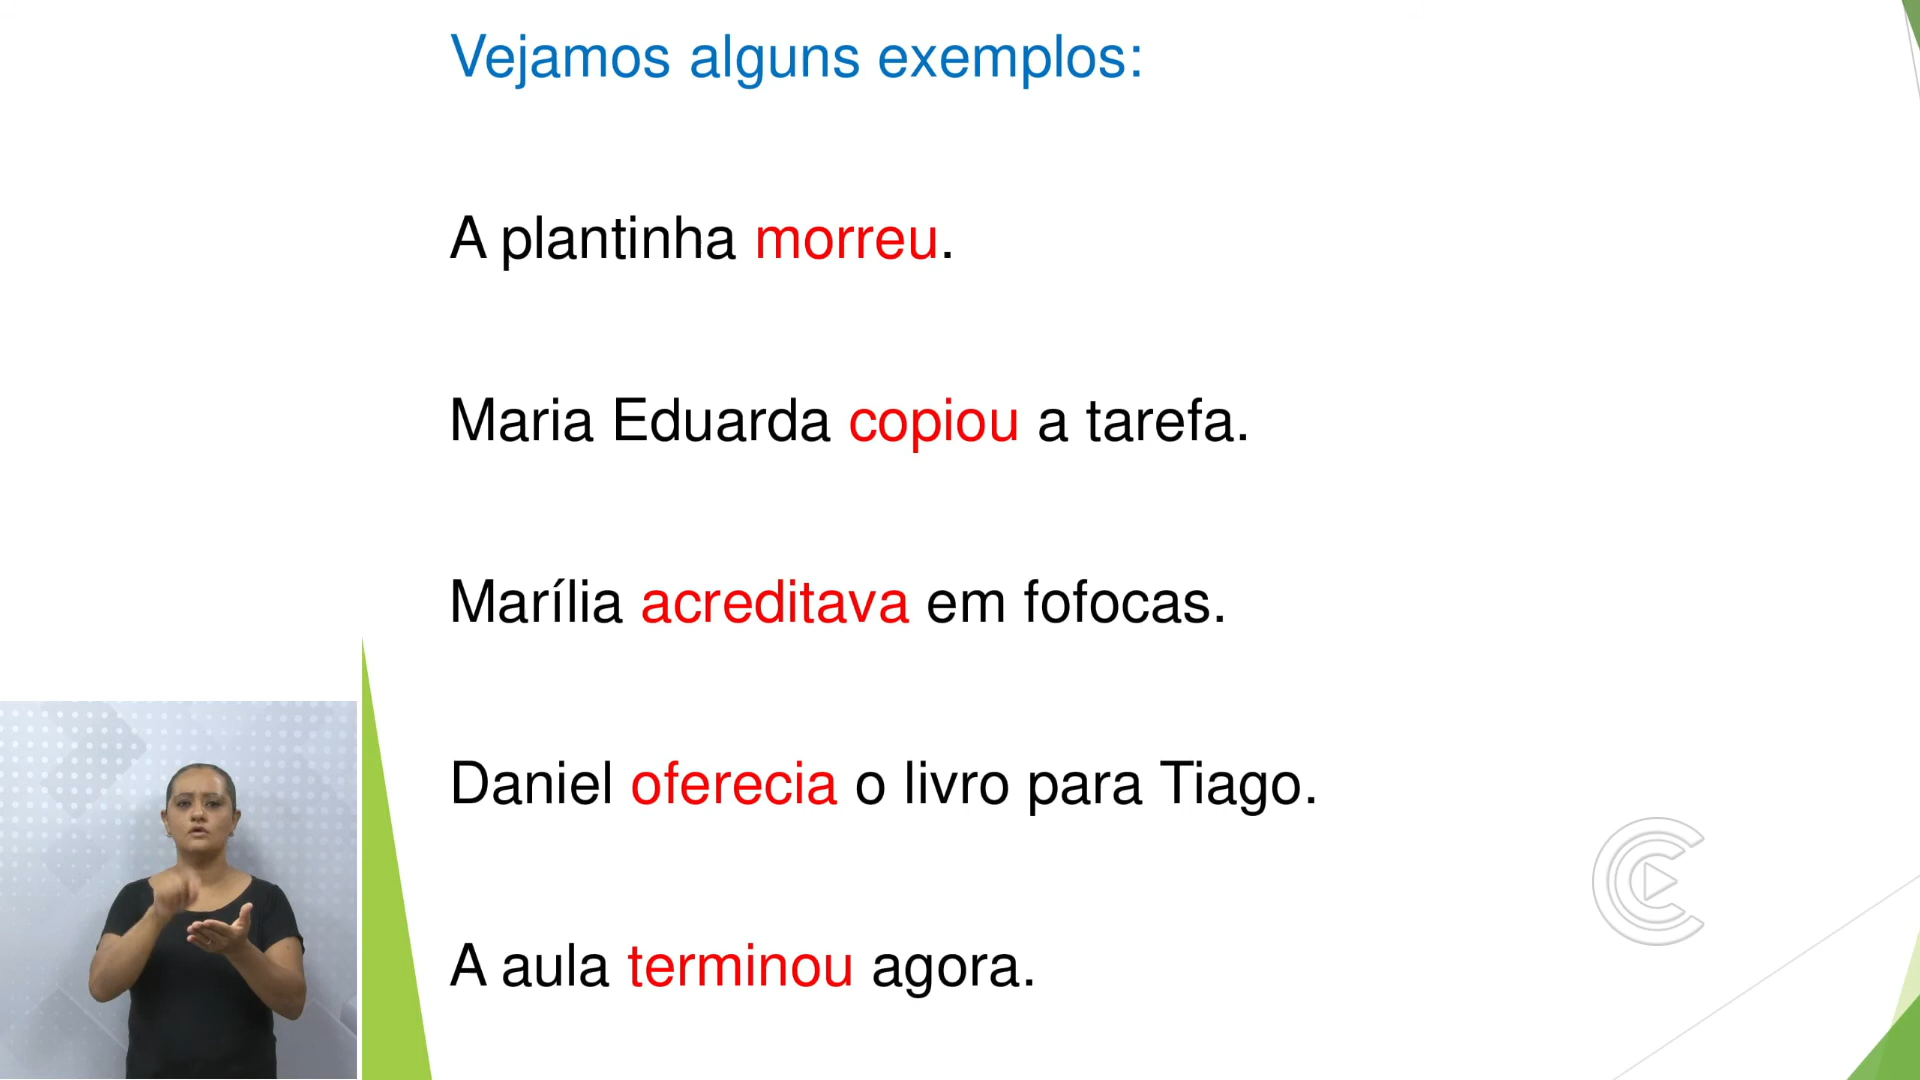 Vejamos alguns exemplos:
A plantinha morreu.
Maria Eduarda copiou a tarefa.
Marília acreditava em fofocas.
Daniel oferecia o livro para Tiago.
A aula terminou agora.